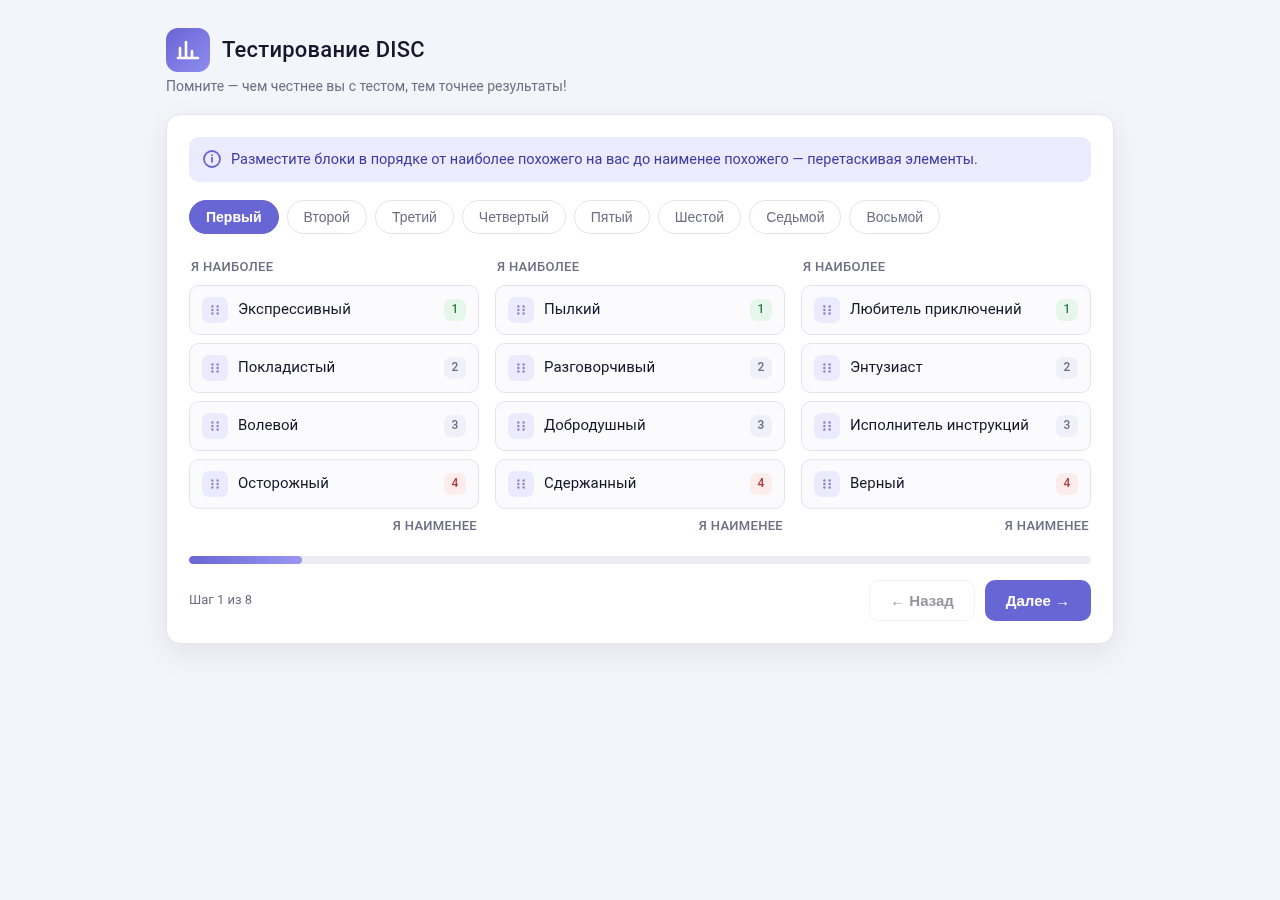 Тестирование DISC
Помните — чем честнее вы с тестом, тем точнее результаты!
Разместите блоки в порядке от наиболее похожего на вас до наименее похожего — перетаскивая элементы.
Первый Второй Третий Четвертый Пятый Шестой Седьмой Восьмой
Я НАИБОЛЕЕ Я НАИБОЛЕЕ Я НАИБОЛЕЕ
Экспрессивный 1 Пылкий 1 Любитель приключений 1
Покладистый 2 Разговорчивый 2 Энтузиаст 2
Волевой 3 Добродушный 3 Исполнитель инструкций 3
Осторожный 4 Сдержанный 4 Верный 4
Я НАИМЕНЕЕ Я НАИМЕНЕЕ Я НАИМЕНЕЕ
Шаг 1 из 8 ← Назад Далее →